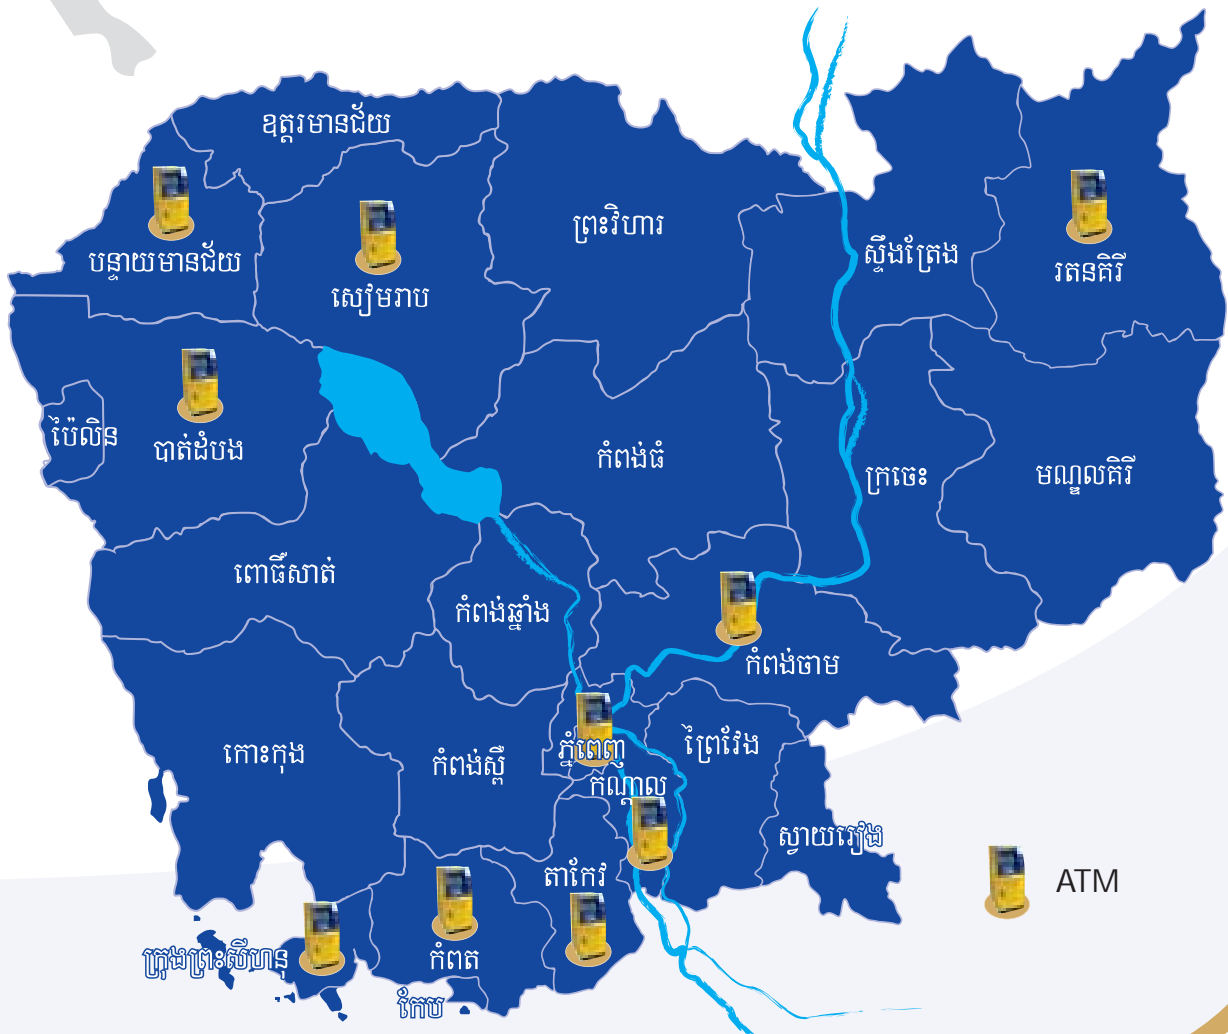 ឧត្តរមានជ័យ
ព្រះវិហារ
ស្ទឹងត្រែង
បន្ទាយមានជ័យ
រតនគិរី
សៀមរាប
ប៉ៃលិន
បាត់ដំបង
កំពង់ធំ
ក្រចេះ
មណ្ឌលគិរី
ពោធិ៍សាត់
កំពង់ឆ្នាំង
កំពង់ចាម
កោះកុង
កំពង់ស្ពឺ
ភ្នំពេញ
ព្រៃវែង
កណ្តាល
ស្វាយរៀង
តាកែវ
ATM
ក្រុងព្រះសីហនុ
កំពត
កែប